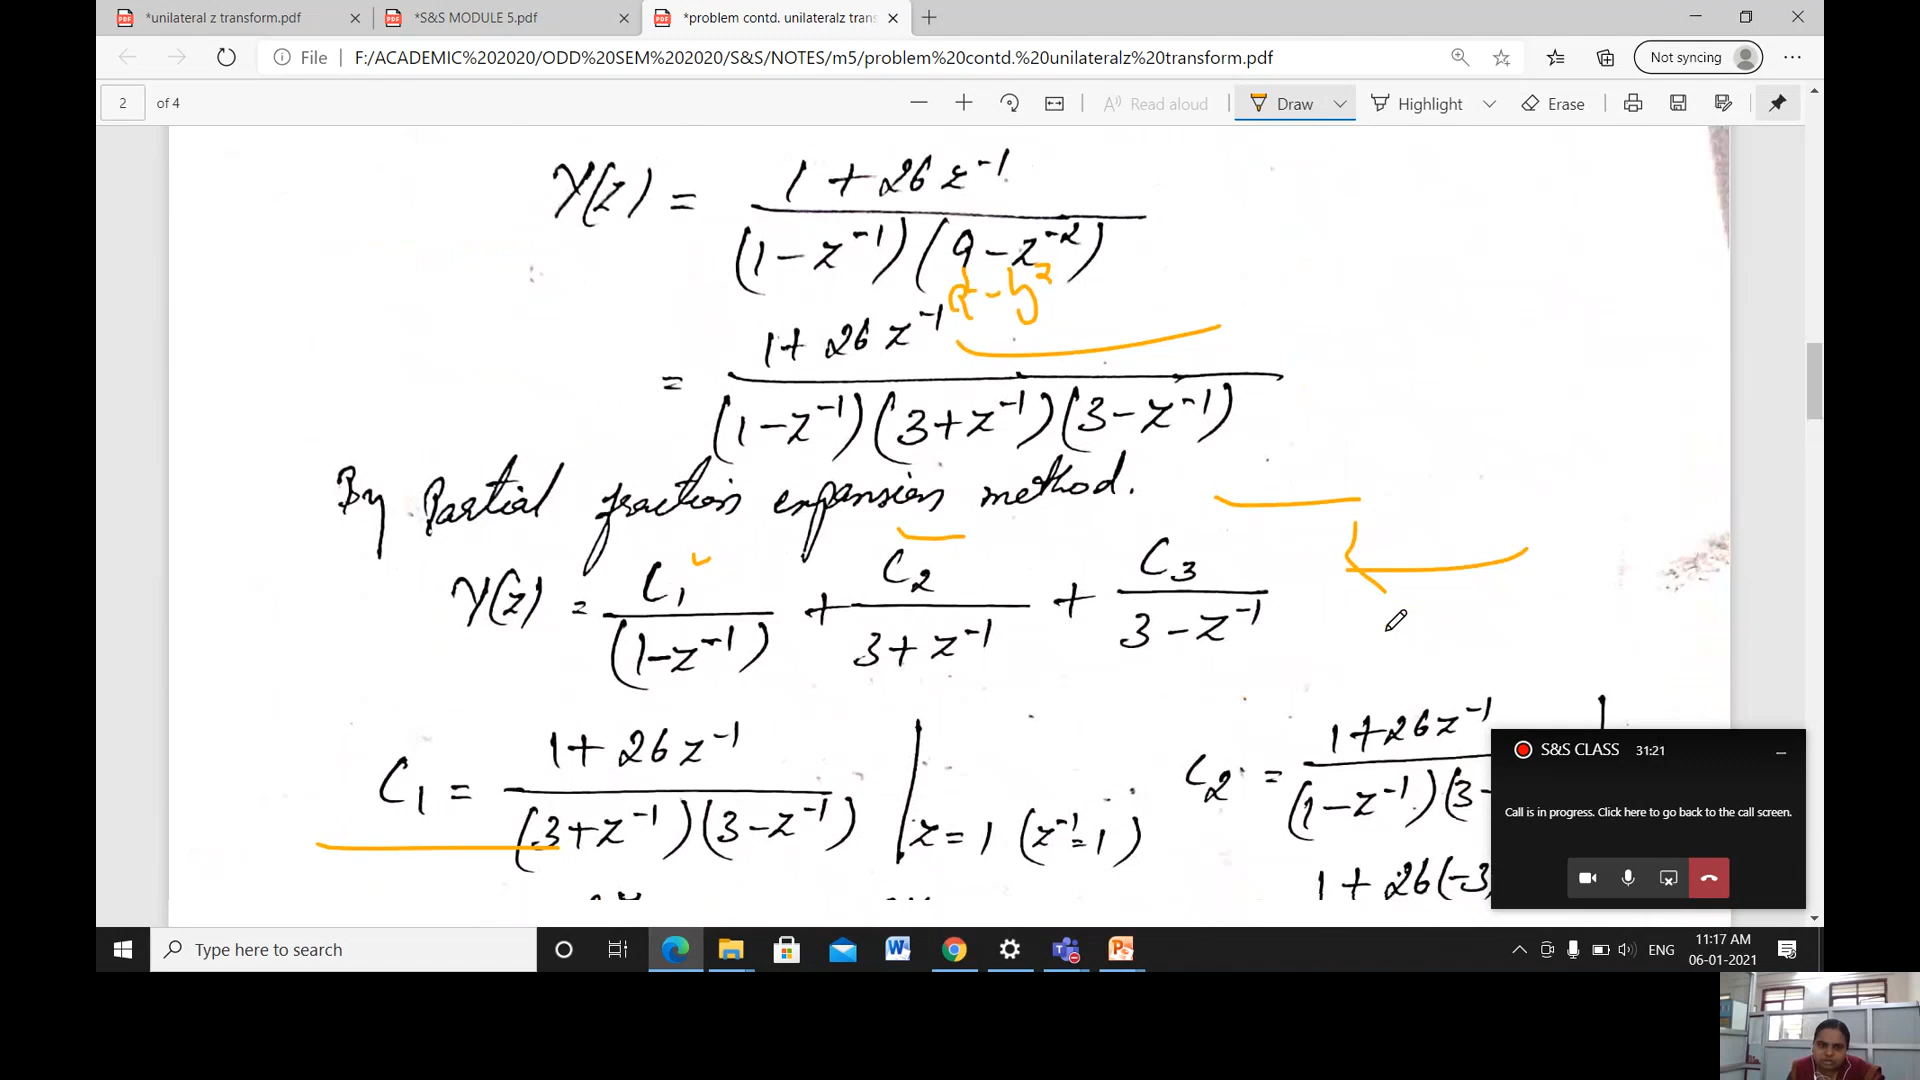 *unilateral z transform.pdf
*S&S MODULE 5.pdf
*problem contd. unilateralz trans
File F:/ACADEMIC%202020/ODD%20SEM%202020/S&S/NOTES/m5/problem%20contd.%20unilateralz%20transform.pdf Not syncing
2 of 4 Read aloud Draw Highlight Erase
Y(z) = 1 + 26 z⁻¹ / (1 - z⁻¹)(9 - z⁻²)
x² - y²
= 1 + 26 z⁻¹ / (1 - z⁻¹)(3 + z⁻¹)(3 - z⁻¹)
By Partial fraction expansion method.
Y(z) = C₁ / (1 - z⁻¹) + C₂ / 3 + z⁻¹ + C₃ / 3 - z⁻¹
C₁ = 1 + 26 z⁻¹ / (3 + z⁻¹)(3 - z⁻¹) | z = 1 (z⁻¹ = 1)
C₂ = 1 + 26 z⁻¹ / (1 - z⁻¹)(3 -
1 + 26(-3)
S&S CLASS 31:21
Call is in progress. Click here to go back to the call screen.
Type here to search
ENG
11:17 AM
06-01-2021